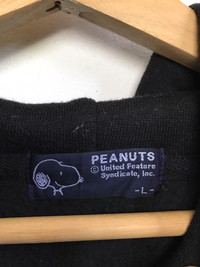 PEANUTS
© United Feature
Syndicate, Inc.
-L-